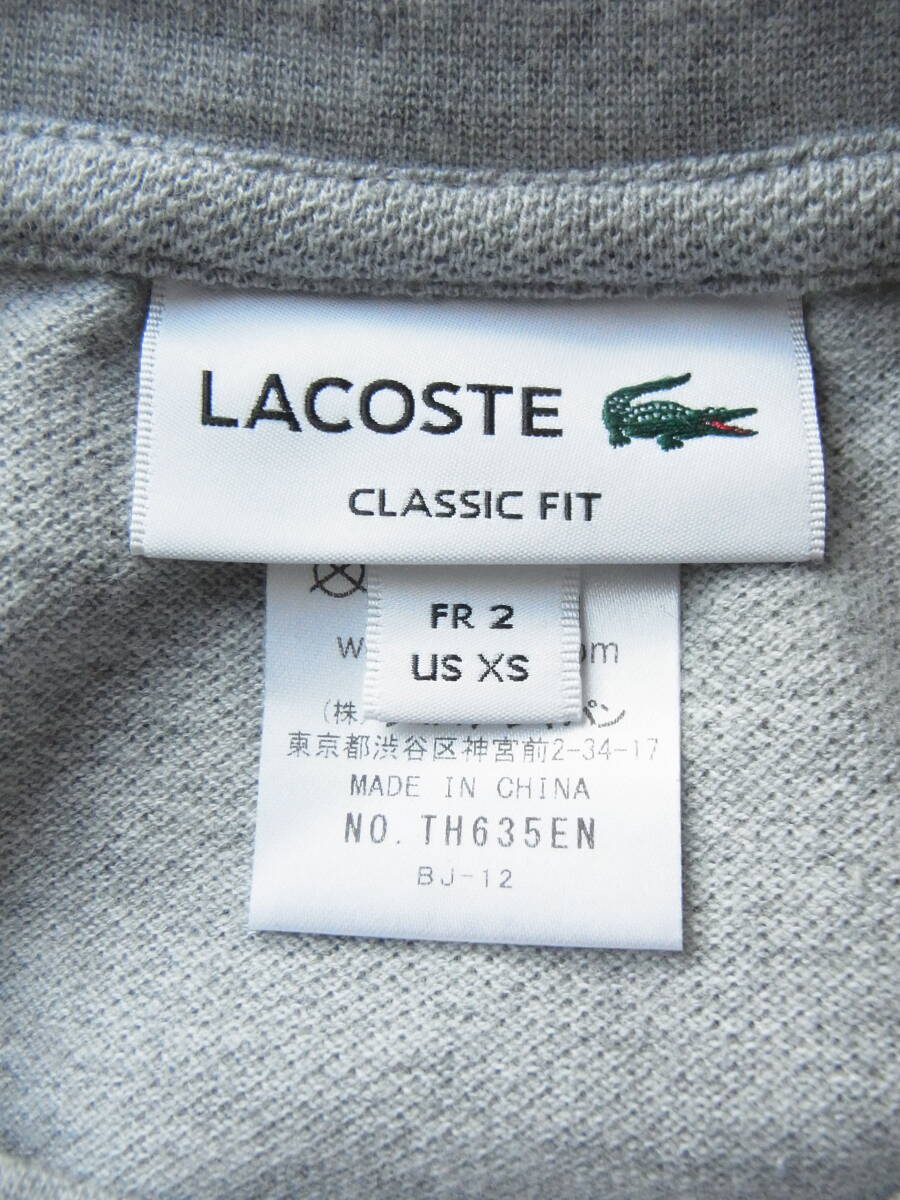 LACOSTE
CLASSIC FIT
FR 2
US XS
(株)
東京都渋谷区神宮前2-34-17
MADE IN CHINA
NO. TH635EN
BJ-12